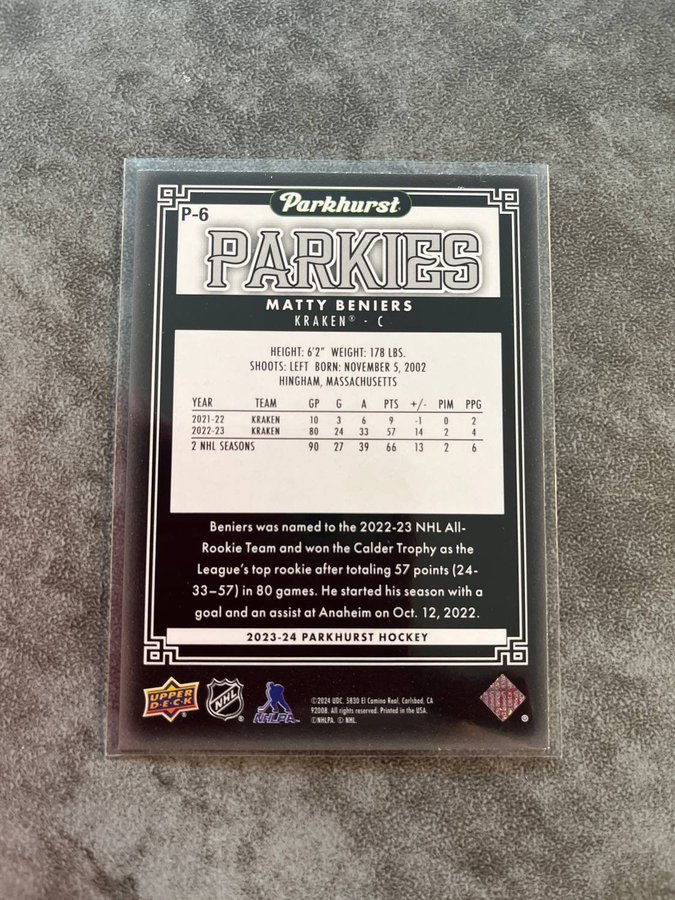 Parkhurst
P-6
PARKIES
MATTY BENIERS
KRAKEN® - C
HEIGHT: 6'2" WEIGHT: 178 LBS.
SHOOTS: LEFT BORN: NOVEMBER 5, 2002
HINGHAM, MASSACHUSETTS
YEAR TEAM GP G A PTS +/- PIM PPG
2021-22 KRAKEN 10 3 6 9 -1 0 2
2022-23 KRAKEN 80 24 33 57 14 2 4
2 NHL SEASONS 90 27 39 66 13 2 6
Beniers was named to the 2022-23 NHL All-
Rookie Team and won the Calder Trophy as the
League's top rookie after totaling 57 points (24-
33–57) in 80 games. He started his season with a
goal and an assist at Anaheim on Oct. 12, 2022.
2023-24 PARKHURST HOCKEY
UPPER
DECK
NHL
NHLPA
©2024 UDC, 5830 El Camino Real, Carlsbad, CA
92008. All rights reserved. Printed in the USA.
©NHLPA. © NHL.